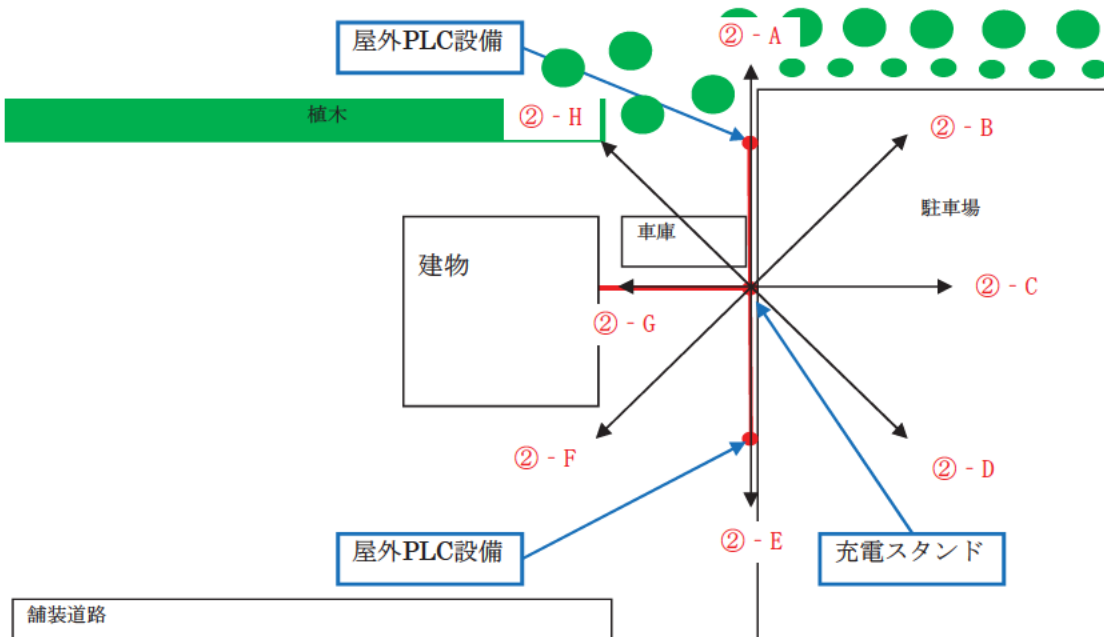 屋外PLC設備
②‐A
植木
②‐H
②‐B
駐車場
車庫
建物
②‐C
②‐G
②‐F
②‐D
②‐E
屋外PLC設備
充電スタンド
舗装道路